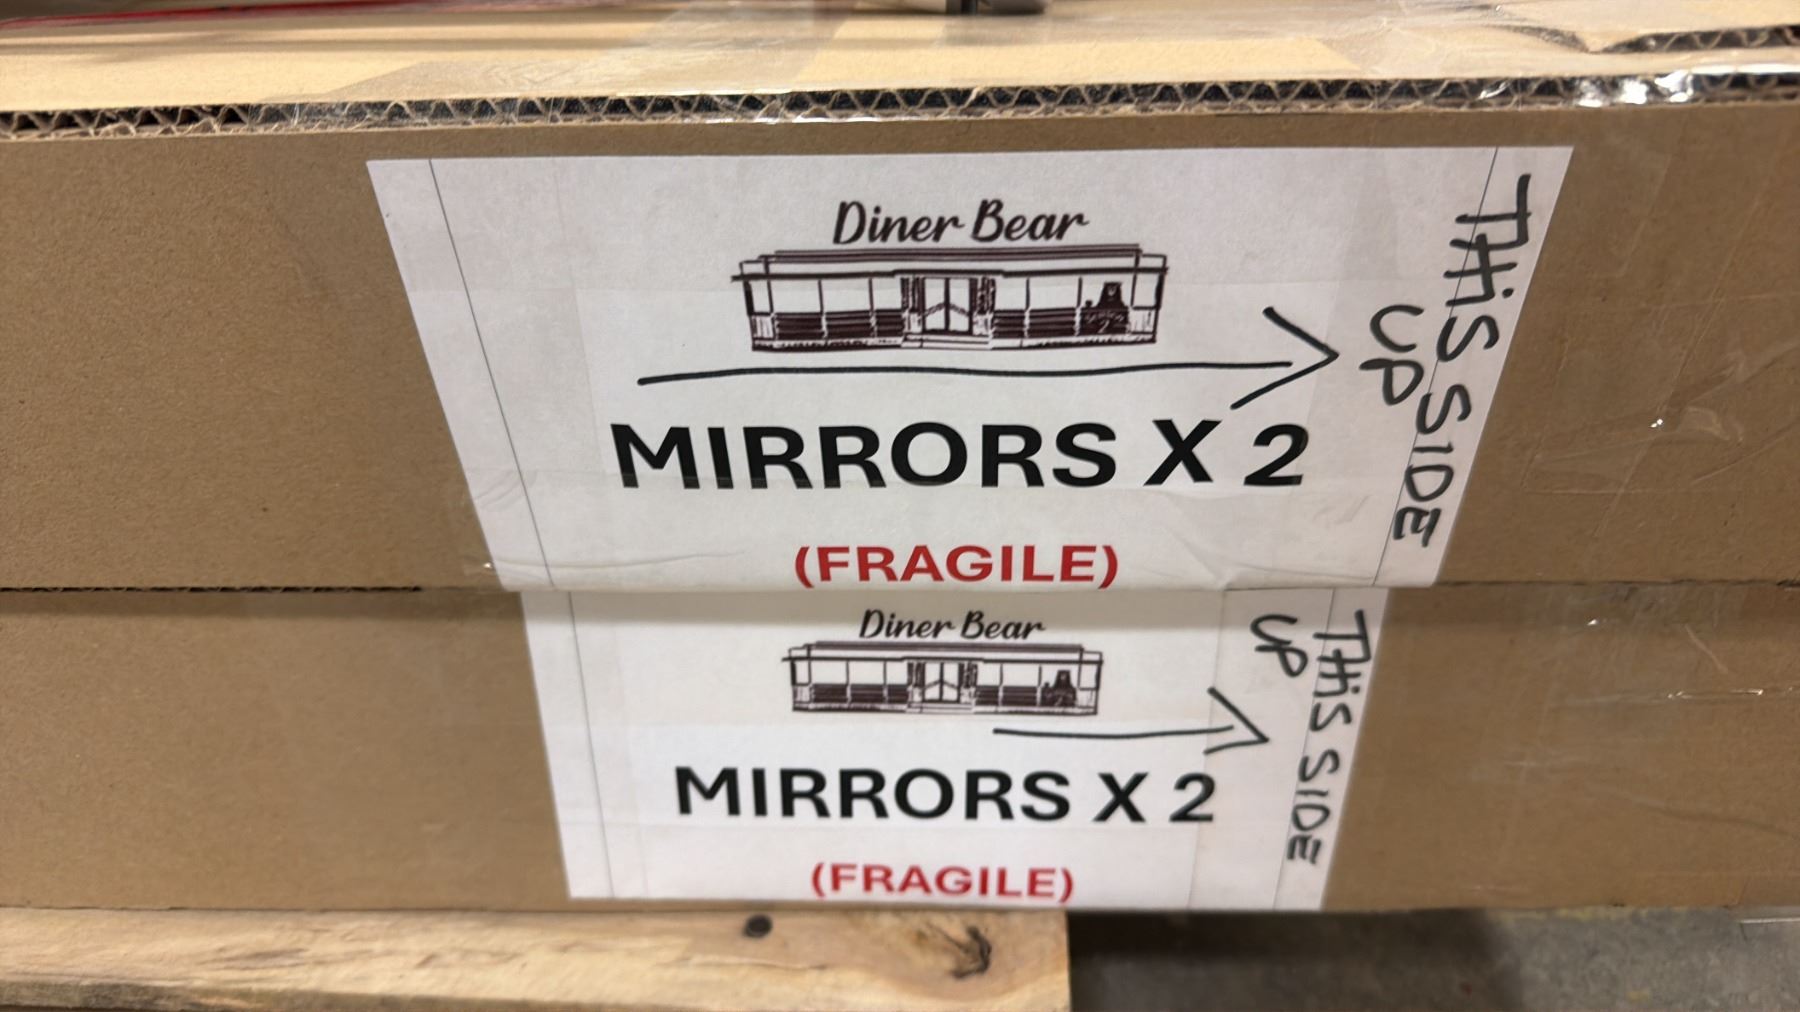 Diner Bear
MIRRORS X 2
(FRAGILE)
THiS SIDE
UP
Diner Bear
MIRRORS X 2
(FRAGILE)
THiS SIDE
UP